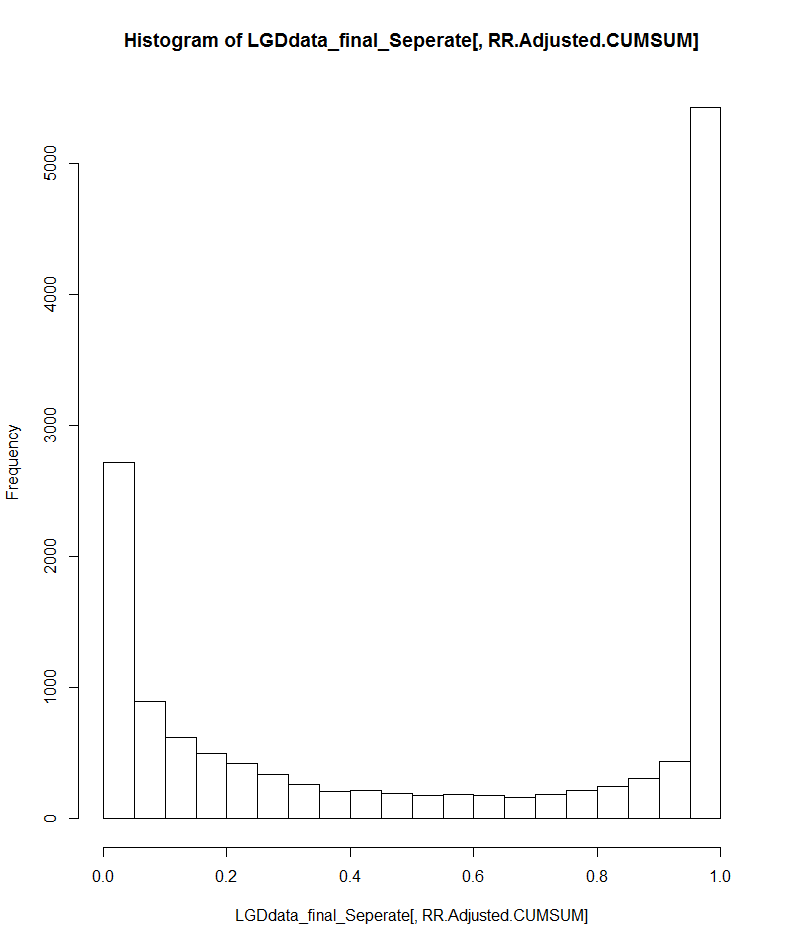 Histogram of LGDdata_final_Seperate[, RR.Adjusted.CUMSUM]
Frequency
5000
4000
3000
2000
1000
0
0.0 0.2 0.4 0.6 0.8 1.0
LGDdata_final_Seperate[, RR.Adjusted.CUMSUM]